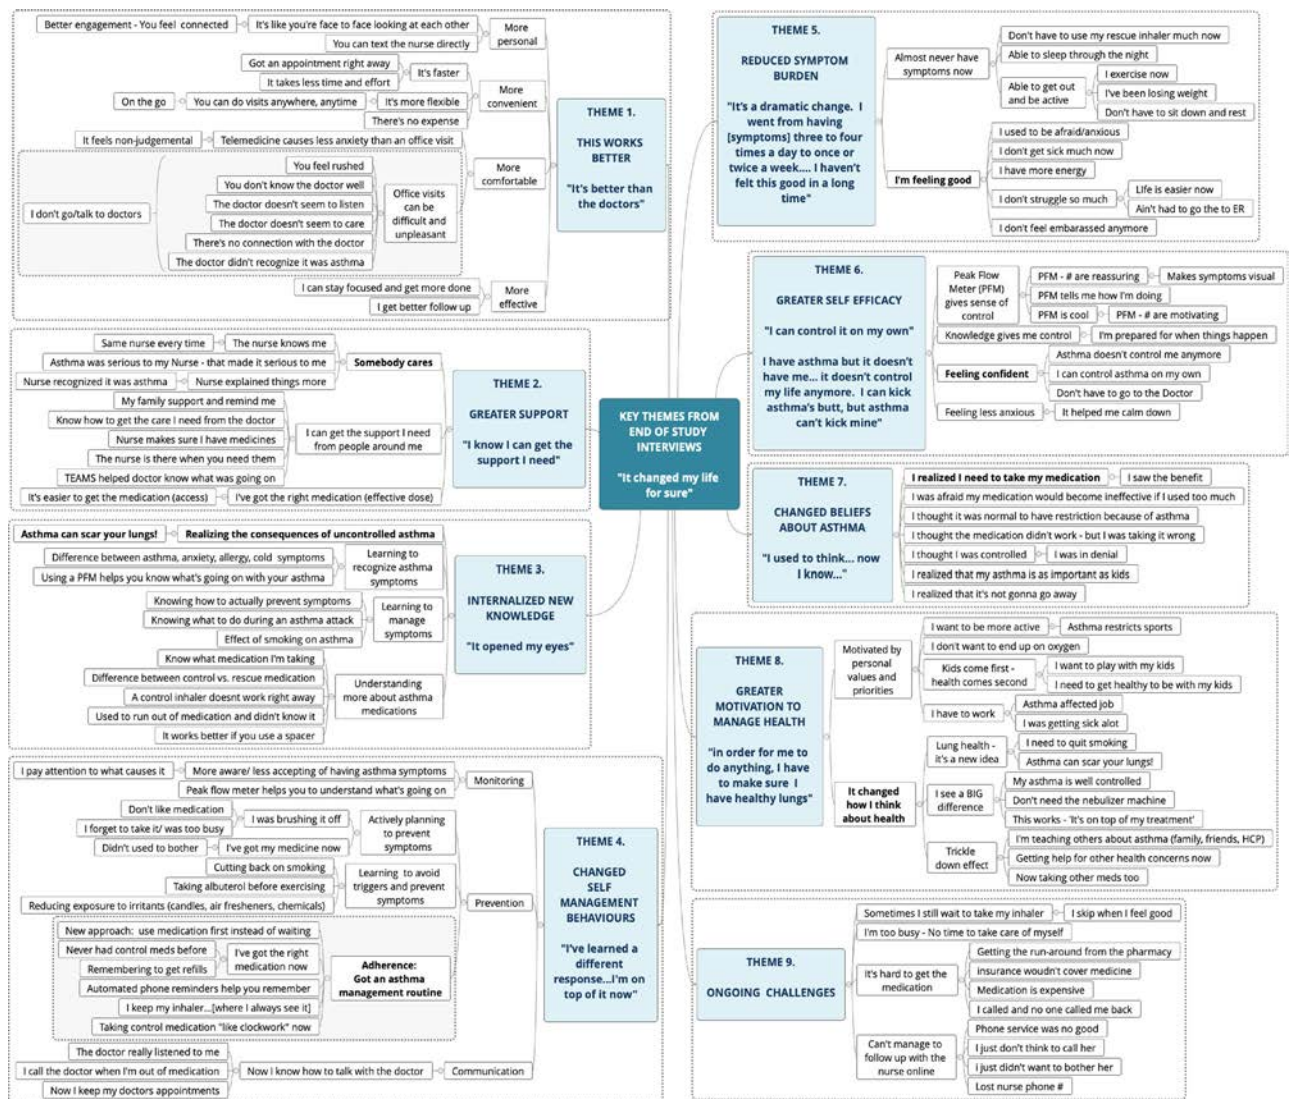 KEY THEMES FROM
END OF STUDY
INTERVIEWS
"It changed my life
for sure"
THEME 1.
THIS WORKS
BETTER
"It's better than
the doctors"
More
personal
It's like you're face to face looking at each other
Better engagement - You feel connected
You can text the nurse directly
More
convenient
It's faster
Got an appointment right away
It takes less time and effort
It's more flexible
You can do visits anywhere, anytime
On the go
There's no expense
More
comfortable
Telemedicine causes less anxiety than an office visit
It feels non-judgemental
Office visits
can be
difficult and
unpleasant
You feel rushed
You don't know the doctor well
The doctor doesn't seem to listen
The doctor doesn't seem to care
There's no connection with the doctor
The doctor didn't recognize it was asthma
I don't go/talk to doctors
More
effective
I can stay focused and get more done
I get better follow up
THEME 2.
GREATER SUPPORT
"I know I can get the
support I need"
Somebody cares
The nurse knows me
Same nurse every time
Asthma was serious to my Nurse - that made it serious to me
Nurse explained things more
Nurse recognized it was asthma
I can get the support I need
from people around me
My family support and remind me
Know how to get the care I need from the doctor
Nurse makes sure I have medicines
The nurse is there when you need them
TEAMS helped doctor know what was going on
I've got the right medication (effective dose)
It's easier to get the medication (access)
THEME 3.
INTERNALIZED NEW
KNOWLEDGE
"It opened my eyes"
Realizing the consequences of uncontrolled asthma
Asthma can scar your lungs!
Learning to
recognize asthma
symptoms
Difference between asthma, anxiety, allergy, cold symptoms
Using a PFM helps you know what's going on with your asthma
Learning to
manage
symptoms
Knowing how to actually prevent symptoms
Knowing what to do during an asthma attack
Effect of smoking on asthma
Understanding
more about asthma
medications
Know what medication I'm taking
Difference between control vs. rescue medication
A control inhaler doesnt work right away
Used to run out of medication and didn't know it
It works better if you use a spacer
THEME 4.
CHANGED
SELF
MANAGEMENT
BEHAVIOURS
"I've learned a
different
response...I'm on
top of it now"
Monitoring
More aware/ less accepting of having asthma symptoms
I pay attention to what causes it
Peak flow meter helps you to understand what's going on
Prevention
Actively planning
to prevent
symptoms
I was brushing it off
Don't like medication
I forget to take it/ was too busy
I've got my medicine now
Didn't used to bother
Learning to avoid
triggers and prevent
symptoms
Cutting back on smoking
Taking albuterol before exercising
Reducing exposure to irritants (candles, air fresheners, chemicals)
Adherence:
Got an asthma
management routine
New approach: use medication first instead of waiting
I've got the right
medication now
Never had control meds before
Remembering to get refills
Automated phone reminders help you remember
I keep my inhaler...[where I always see it]
Taking control medication "like clockwork" now
Communication
Now I know how to talk with the doctor
The doctor really listened to me
I call the doctor when I'm out of medication
Now I keep my doctors appointments
THEME 5.
REDUCED SYMPTOM
BURDEN
"It's a dramatic change. I
went from having
[symptoms] three to four
times a day to once or
twice a week.... I haven't
felt this good in a long
time"
Almost never have
symptoms now
Don't have to use my rescue inhaler much now
Able to sleep through the night
Able to get out
and be active
I exercise now
I've been losing weight
Don't have to sit down and rest
I'm feeling good
I used to be afraid/anxious
I don't get sick much now
I have more energy
I don't struggle so much
Life is easier now
Ain't had to go the to ER
I don't feel embarassed anymore
THEME 6.
GREATER SELF EFFICACY
"I can control it on my own"
I have asthma but it doesn't
have me... it doesn't control
my life anymore. I can kick
asthma's butt, but asthma
can't kick mine"
Peak Flow
Meter (PFM)
gives sense of
control
PFM - # are reassuring
Makes symptoms visual
PFM tells me how I'm doing
PFM is cool
PFM - # are motivating
Knowledge gives me control
I'm prepared for when things happen
Feeling confident
Asthma doesn't control me anymore
I can control asthma on my own
Don't have to go to the Doctor
Feeling less anxious
It helped me calm down
THEME 7.
CHANGED BELIEFS
ABOUT ASTHMA
"I used to think... now
I know..."
I realized I need to take my medication
I saw the benefit
I was afraid my medication would become ineffective if I used too much
I thought it was normal to have restriction because of asthma
I thought the medication didn't work - but I was taking it wrong
I thought I was controlled
I was in denial
I realized that my asthma is as important as kids
I realized that it's not gonna go away
THEME 8.
GREATER
MOTIVATION TO
MANAGE HEALTH
"in order for me to
do anything, I have
to make sure I
have healthy lungs"
Motivated by
personal
values and
priorities
I want to be more active
Asthma restricts sports
I don't want to end up on oxygen
Kids come first -
health comes second
I want to play with my kids
I need to get healthy to be with my kids
I have to work
Asthma affected job
I was getting sick alot
It changed
how I think
about health
Lung health -
it's a new idea
I need to quit smoking
Asthma can scar your lungs!
I see a BIG
difference
My asthma is well controlled
Don't need the nebulizer machine
This works - 'It's on top of my treatment'
Trickle
down effect
I'm teaching others about asthma (family, friends, HCP)
Getting help for other health concerns now
Now taking other meds too
THEME 9.
ONGOING CHALLENGES
Sometimes I still wait to take my inhaler
I skip when I feel good
I'm too busy - No time to take care of myself
It's hard to get the
medication
Getting the run-around from the pharmacy
insurance woudn't cover medicine
Medication is expensive
I called and no one called me back
Can't manage to
follow up with the
nurse online
Phone service was no good
I just don't think to call her
i just didn't want to bother her
Lost nurse phone #